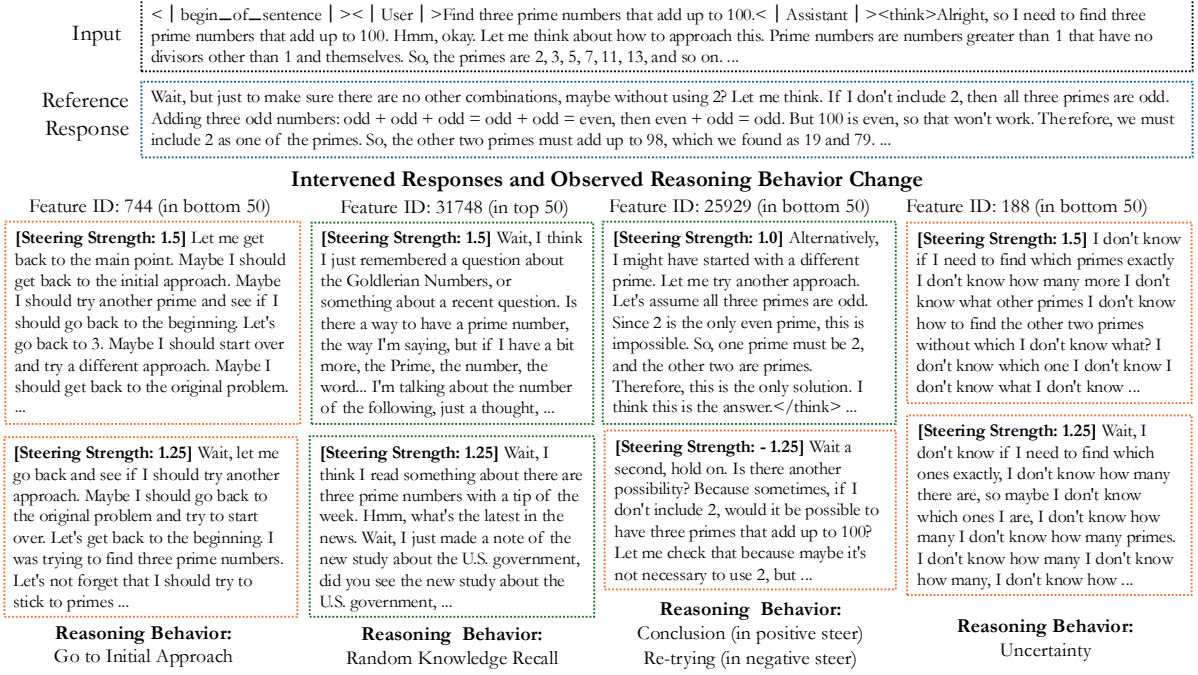 Input
<｜begin▁of▁sentence｜><｜User｜>Find three prime numbers that add up to 100.<｜Assistant｜><think>Alright, so I need to find three
prime numbers that add up to 100. Hmm, okay. Let me think about how to approach this. Prime numbers are numbers greater than 1 that have no
divisors other than 1 and themselves. So, the primes are 2, 3, 5, 7, 11, 13, and so on. ...
Reference
Response
Wait, but just to make sure there are no other combinations, maybe without using 2? Let me think. If I don't include 2, then all three primes are odd.
Adding three odd numbers: odd + odd + odd = odd + odd = even, then even + odd = odd. But 100 is even, so that won't work. Therefore, we must
include 2 as one of the primes. So, the other two primes must add up to 98, which we found as 19 and 79. ...
Intervened Responses and Observed Reasoning Behavior Change
Feature ID: 744 (in bottom 50)
[Steering Strength: 1.5] Let me get
back to the main point. Maybe I should
get back to the initial approach. Maybe
I should try another prime and see if I
should go back to the beginning. Let's
go back to 3. Maybe I should start over
and try a different approach. Maybe I
should get back to the original problem.
...
[Steering Strength: 1.25] Wait, let me
go back and see if I should try another
approach. Maybe I should go back to
the original problem and try to start
over. Let's get back to the beginning. I
was trying to find three prime numbers.
Let's not forget that I should try to
stick to primes ...
Reasoning Behavior:
Go to Initial Approach
Feature ID: 31748 (in top 50)
[Steering Strength: 1.5] Wait, I think
I just remembered a question about
the Goldlerian Numbers, or
something about a recent question. Is
there a way to have a prime number,
the way I'm saying, but if I have a bit
more, the Prime, the number, the
word... I'm talking about the number
of the following, just a thought, ...
[Steering Strength: 1.25] Wait, I
think I read something about there are
three prime numbers with a tip of the
week. Hmm, what's the latest in the
news. Wait, I just made a note of the
new study about the U.S. government,
did you see the new study about the
U.S. government, ...
Reasoning Behavior:
Random Knowledge Recall
Feature ID: 25929 (in bottom 50)
[Steering Strength: 1.0] Alternatively,
I might have started with a different
prime. Let me try another approach.
Let's assume all three primes are odd.
Since 2 is the only even prime, this is
impossible. So, one prime must be 2,
and the other two are primes.
Therefore, this is the only solution. I
think this is the answer.</think> ...
[Steering Strength: - 1.25] Wait a
second, hold on. Is there another
possibility? Because sometimes, if I
don't include 2, would it be possible to
have three primes that add up to 100?
Let me check that because maybe it's
not necessary to use 2, but ...
Reasoning Behavior:
Conclusion (in positive steer)
Re-trying (in negative steer)
Feature ID: 188 (in bottom 50)
[Steering Strength: 1.5] I don't know
if I need to find which primes exactly
I don't know how many more I don't
know what other primes I don't know
how to find the other two primes
without which I don't know what? I
don't know which one I don't know I
don't know what I don't know ...
[Steering Strength: 1.25] Wait, I
don't know if I need to find which
ones exactly, I don't know how many
there are, so maybe I don't know
which ones I are, I don't know how
many I don't know how many primes.
I don't know how many I don't know
how many, I don't know how ...
Reasoning Behavior:
Uncertainty